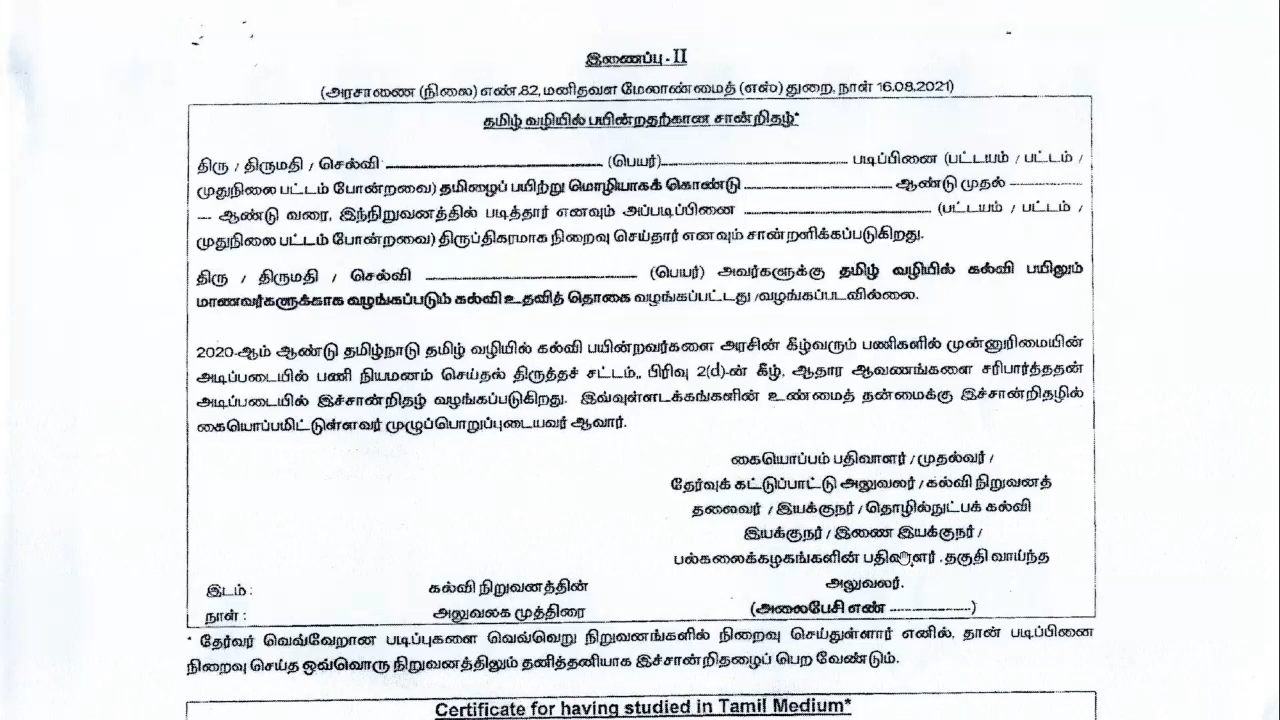 இணைப்பு - II
(அரசாணை (நிலை) எண்.82, மனிதவள மேலாண்மைத் (எஸ்) துறை, நாள் 16.08.2021)
தமிழ் வழியில் பயின்றதற்கான சான்றிதழ்*
திரு / திருமதி / செல்வி ------------------------ (பெயர்)------------------------ படிப்பினை (பட்டயம் / பட்டம் /
முதுநிலை பட்டம் போன்றவை) தமிழைப் பயிற்று மொழியாகக் கொண்டு ------------------ ஆண்டு முதல் ---------
--- ஆண்டு வரை, இந்நிறுவனத்தில் படித்தார் எனவும் அப்படிப்பினை ------------------------ (பட்டயம் / பட்டம் /
முதுநிலை பட்டம் போன்றவை) திருப்திகரமாக நிறைவு செய்தார் எனவும் சான்றளிக்கப்படுகிறது.
திரு / திருமதி / செல்வி ------------------------ (பெயர்) அவர்களுக்கு தமிழ் வழியில் கல்வி பயிலும்
மாணவர்களுக்காக வழங்கப்படும் கல்வி உதவித் தொகை வழங்கப்பட்டது /வழங்கப்படவில்லை.
2020-ஆம் ஆண்டு தமிழ்நாடு தமிழ் வழியில் கல்வி பயின்றவர்களை அரசின் கீழ்வரும் பணிகளில் முன்னுரிமையின்
அடிப்படையில் பணி நியமனம் செய்தல் திருத்தச் சட்டம்,, பிரிவு 2(d)-ன் கீழ், ஆதார ஆவணங்களை சரிபார்த்ததன்
அடிப்படையில் இச்சான்றிதழ் வழங்கப்படுகிறது. இவ்வுள்ளடக்கங்களின் உண்மைத் தன்மைக்கு இச்சான்றிதழில்
கையொப்பமிட்டுள்ளவர் முழுப்பொறுப்புடையவர் ஆவார்.
கையொப்பம் பதிவாளர் / முதல்வர் /
தேர்வுக் கட்டுப்பாட்டு அலுவலர் / கல்வி நிறுவனத்
தலைவர் / இயக்குநர் / தொழில்நுட்பக் கல்வி
இயக்குநர் / இணை இயக்குநர் /
பல்கலைக்கழகங்களின் பதிவாளர் . தகுதி வாய்ந்த
இடம் : கல்வி நிறுவனத்தின் அலுவலர்.
நாள் : அலுவலக முத்திரை (அலைபேசி எண் ---------------)
* தேர்வர் வெவ்வேறான படிப்புகளை வெவ்வெறு நிறுவனங்களில் நிறைவு செய்துள்ளார் எனில், தான் படிப்பினை
நிறைவு செய்த ஒவ்வொரு நிறுவனத்திலும் தனித்தனியாக இச்சான்றிதழைப் பெற வேண்டும்.
Certificate for having studied in Tamil Medium*